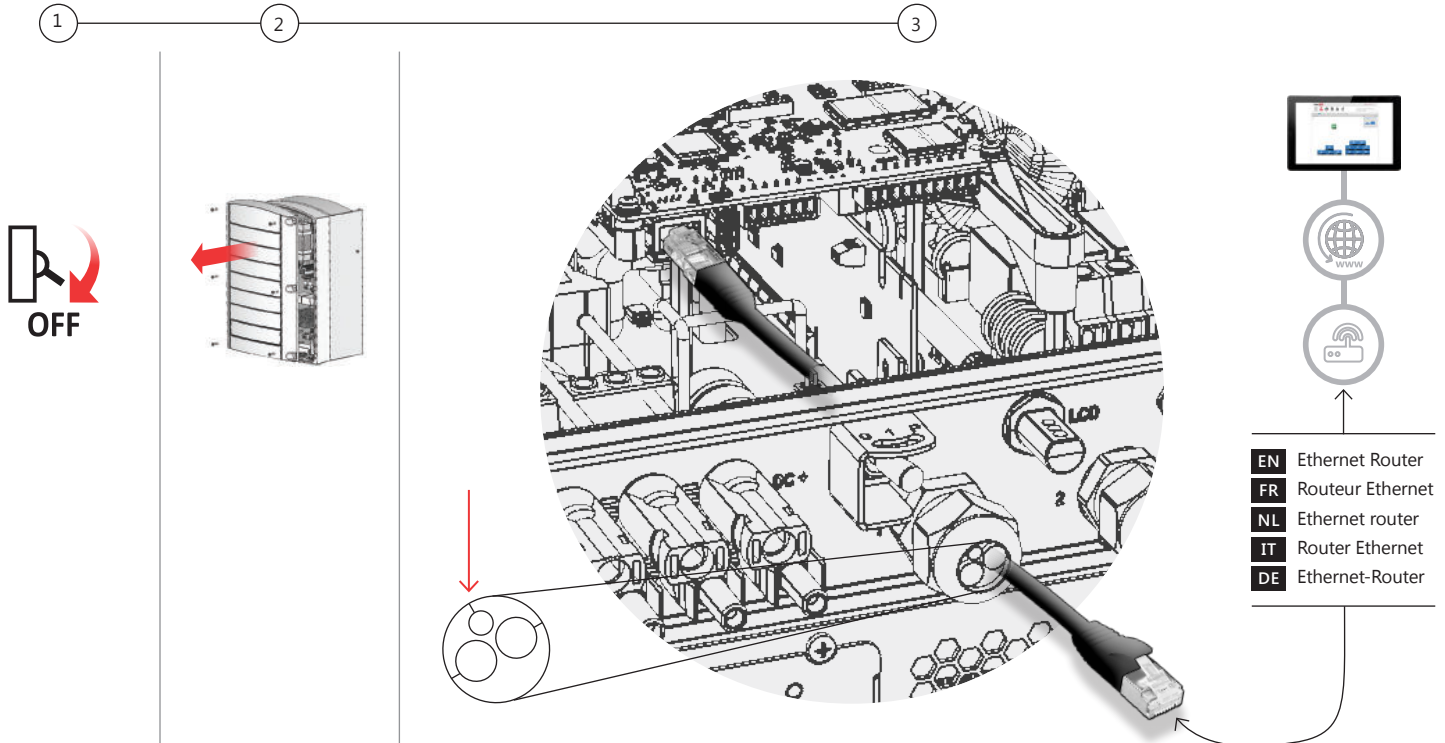 1
2
3
OFF
DC +
LCD
1
2
www
EN Ethernet Router
FR Routeur Ethernet
NL Ethernet router
IT Router Ethernet
DE Ethernet-Router